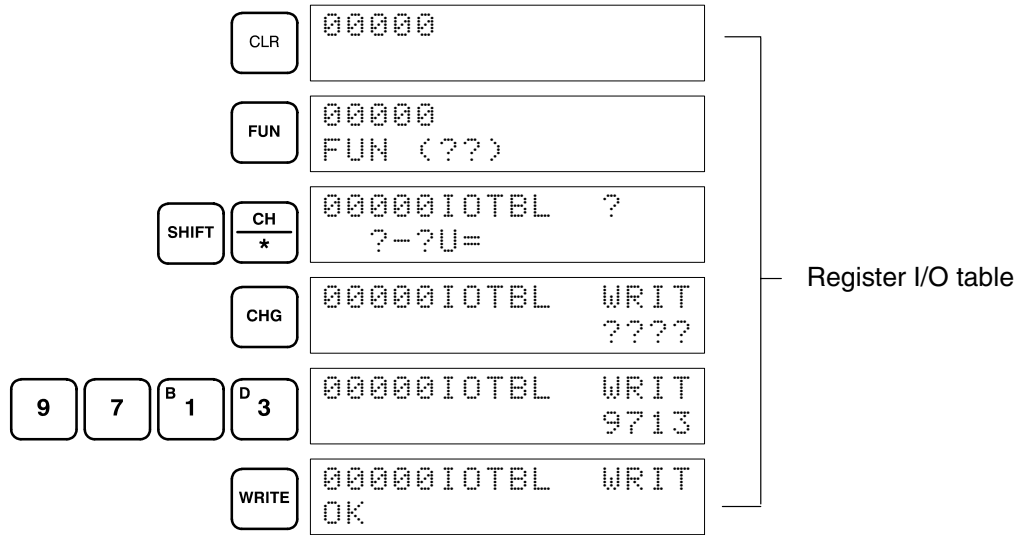 CLR
00000
FUN
00000
FUN (??)
SHIFT
CH
*
00000IOTBL ?
?-?U=
Register I/O table
CHG
00000IOTBL WRIT
????
9 7 B 1 D 3
00000IOTBL WRIT
9713
WRITE
00000IOTBL WRIT
OK